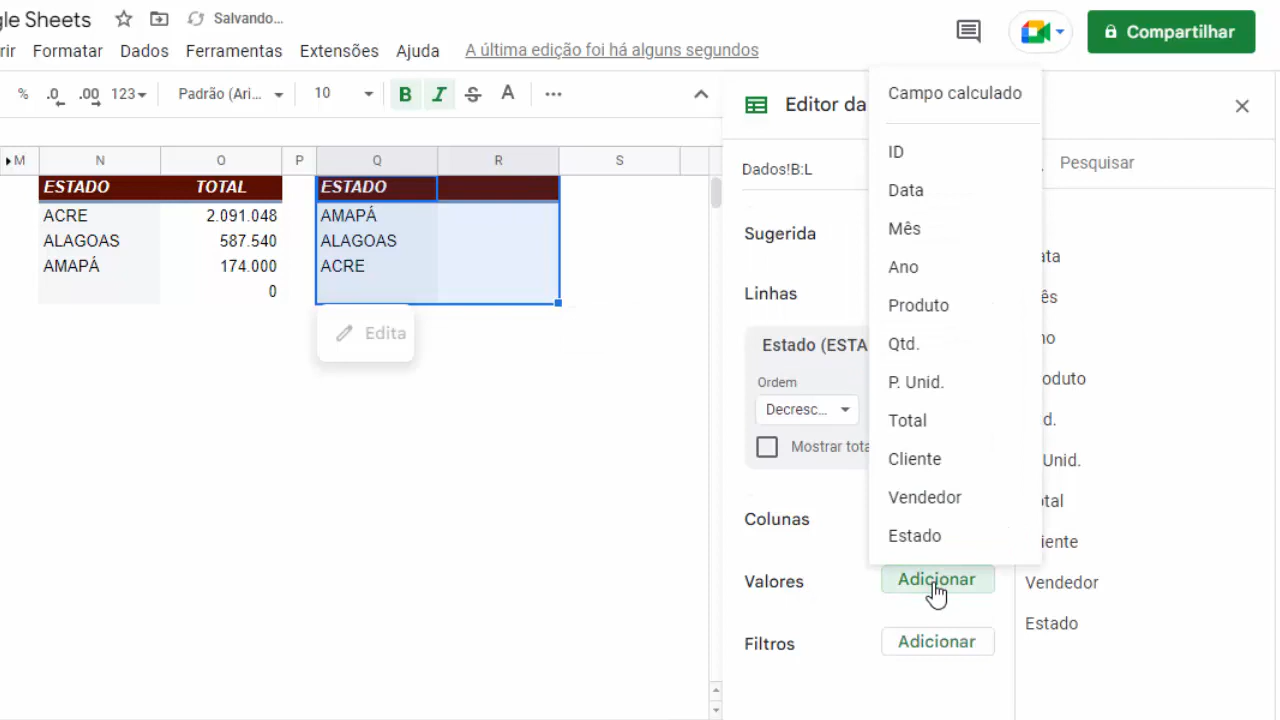 gle Sheets
Salvando...
rir Formatar Dados Ferramentas Extensões Ajuda A última edição foi há alguns segundos
Compartilhar
% .0 .00 123 Padrão (Ari... 10 B I S A
Editor da
Dados!B:L
Pesquisar
M N O P Q R S
ESTADO TOTAL ESTADO
ACRE 2.091.048 AMAPÁ
ALAGOAS 587.540 ALAGOAS
AMAPÁ 174.000 ACRE
0
Edita
Sugerida
Linhas
Estado (ESTA
Ordem
Decresc...
Mostrar tota
Colunas
Valores Adicionar
Filtros Adicionar
Campo calculado
ID
Data
Mês
Ano
Produto
Qtd.
P. Unid.
Total
Cliente
Vendedor
Estado
ata
ês
no
oduto
d.
Unid.
otal
iente
Vendedor
Estado